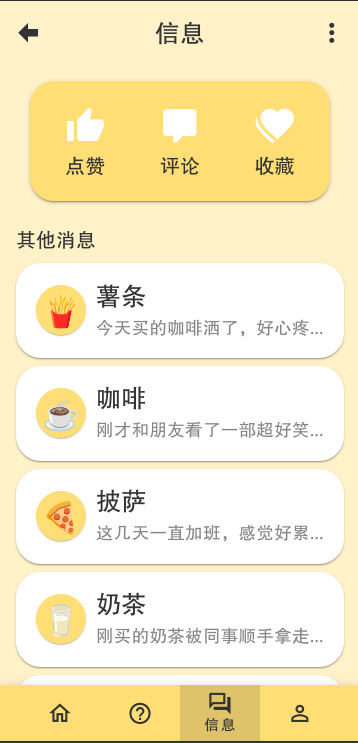 信息
点赞
评论
收藏
其他消息
薯条
今天买的咖啡洒了，好心疼...
咖啡
刚才和朋友看了一部超好笑...
披萨
这几天一直加班，感觉好累...
奶茶
刚买的奶茶被同事顺手拿走...
信息